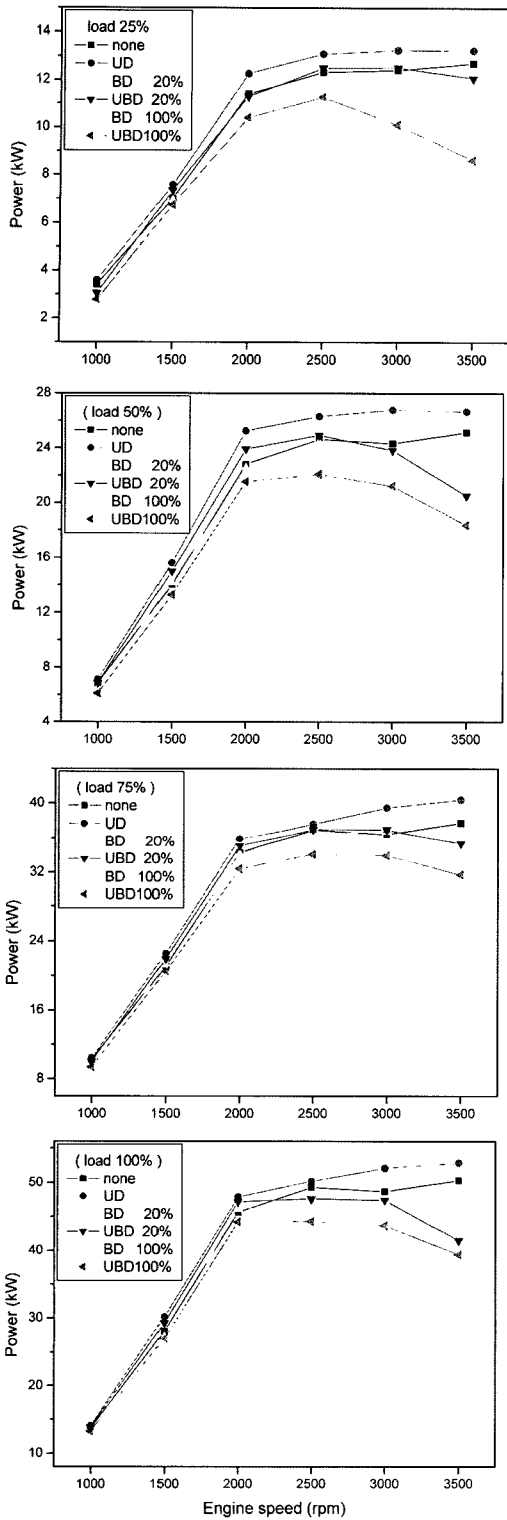 load 25%
none
UD
BD 20%
UBD 20%
BD 100%
UBD100%
14
12
10
8
6
4
2
Power (kW)
1000 1500 2000 2500 3000 3500
( load 50%)
none
UD
BD 20%
UBD 20%
BD 100%
UBD100%
28
24
20
16
12
8
4
Power (kW)
1000 1500 2000 2500 3000 3500
( load 75%)
none
UD
BD 20%
UBD 20%
BD 100%
UBD100%
40
32
24
16
8
Power (kW)
1000 1500 2000 2500 3000 3500
( load 100%)
none
UD
BD 20%
UBD 20%
BD 100%
UBD100%
50
40
30
20
10
Power (kW)
1000 1500 2000 2500 3000 3500
Engine speed (rpm)